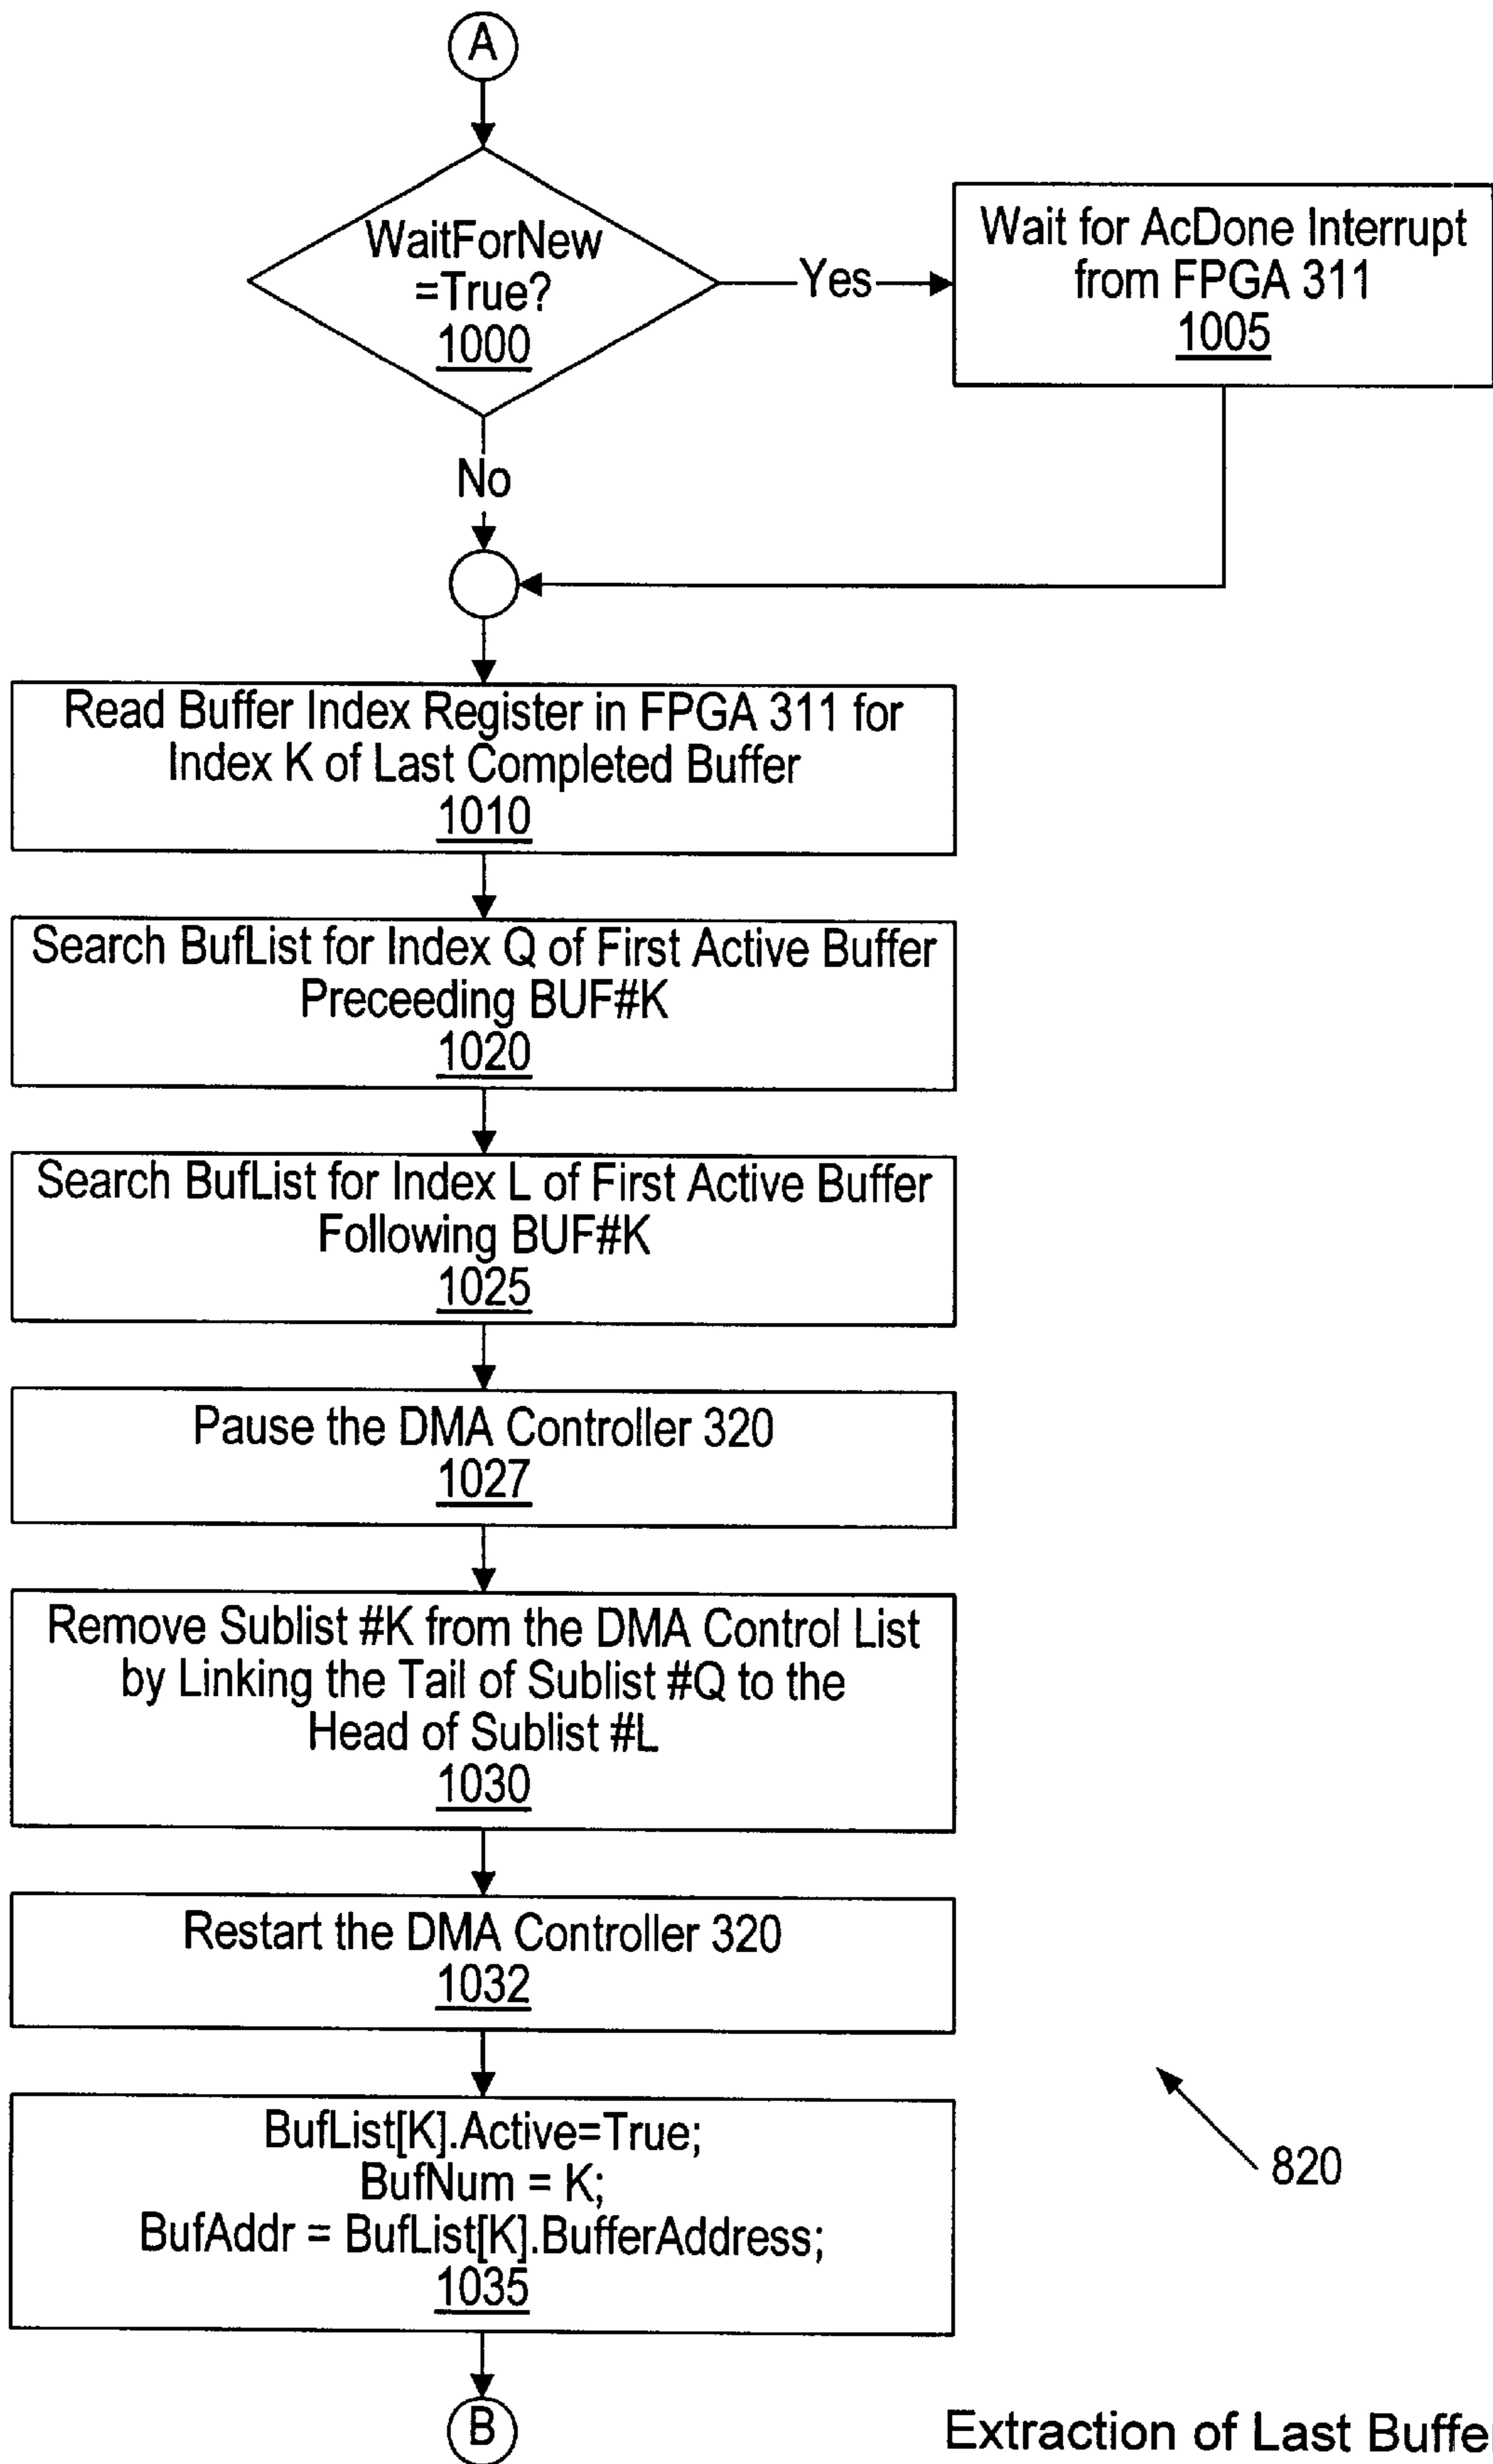 A
WaitForNew
=True?
1000
Yes
Wait for AcDone Interrupt
from FPGA 311
1005
No
Read Buffer Index Register in FPGA 311 for
Index K of Last Completed Buffer
1010
Search BufList for Index Q of First Active Buffer
Preceeding BUF#K
1020
Search BufList for Index L of First Active Buffer
Following BUF#K
1025
Pause the DMA Controller 320
1027
Remove Sublist #K from the DMA Control List
by Linking the Tail of Sublist #Q to the
Head of Sublist #L
1030
Restart the DMA Controller 320
1032
BufList[K].Active=True;
BufNum = K;
BufAddr = BufList[K].BufferAddress;
1035
820
B
Extraction of Last Buffe